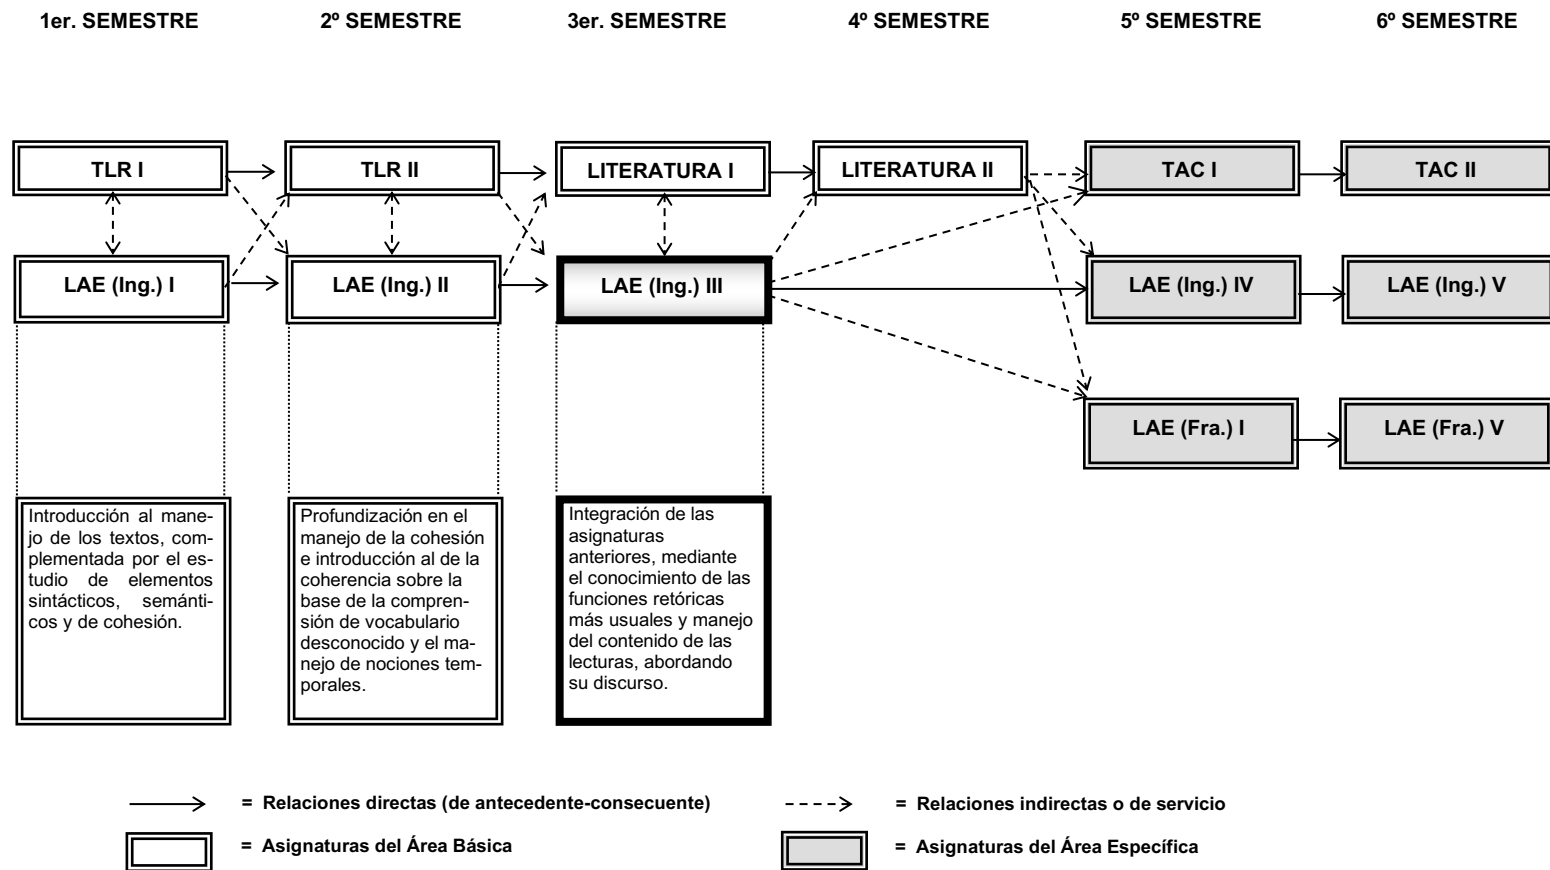 1er. SEMESTRE
2º SEMESTRE
3er. SEMESTRE
4º SEMESTRE
5º SEMESTRE
6º SEMESTRE
TLR I
TLR II
LITERATURA I
LITERATURA II
TAC I
TAC II
LAE (Ing.) I
LAE (Ing.) II
LAE (Ing.) III
LAE (Ing.) IV
LAE (Ing.) V
LAE (Fra.) I
LAE (Fra.) V
Introducción al mane-
jo de los textos, com-
plementada por el es-
tudio de elementos
sintácticos, semánti-
cos y de cohesión.
Profundización en el
manejo de la cohesión
e introducción al de la
coherencia sobre la
base de la compren-
sión de vocabulario
desconocido y el ma-
nejo de nociones tem-
porales.
Integración de las
asignaturas
anteriores, mediante
el conocimiento de las
funciones retóricas
más usuales y manejo
del contenido de las
lecturas, abordando
su discurso.
= Relaciones directas (de antecedente-consecuente)
= Relaciones indirectas o de servicio
= Asignaturas del Área Básica
= Asignaturas del Área Específica